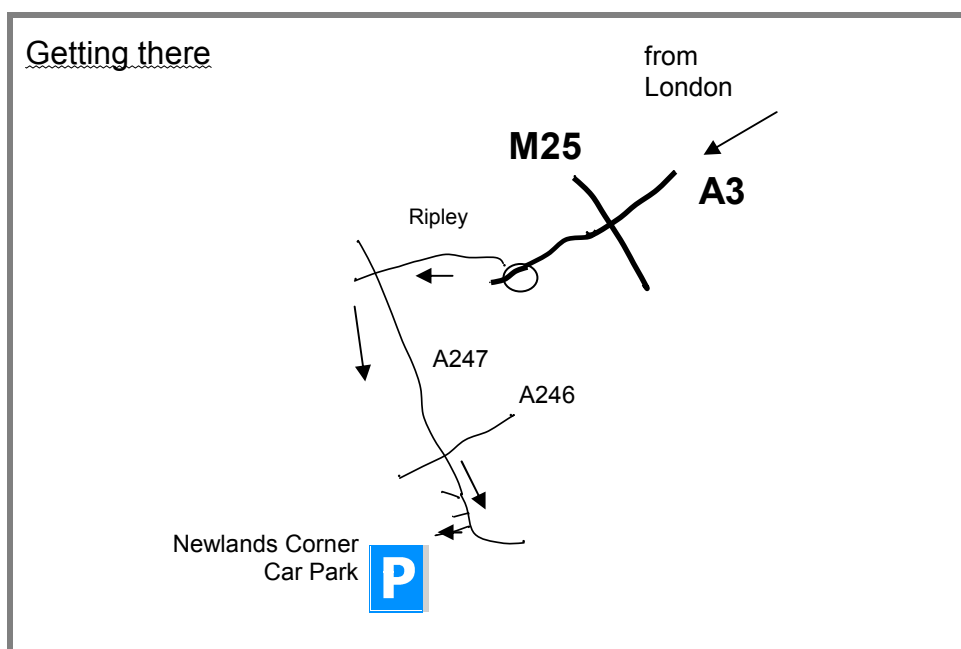 Getting there
from
London
M25
A3
Ripley
A247
A246
Newlands Corner
Car Park
P